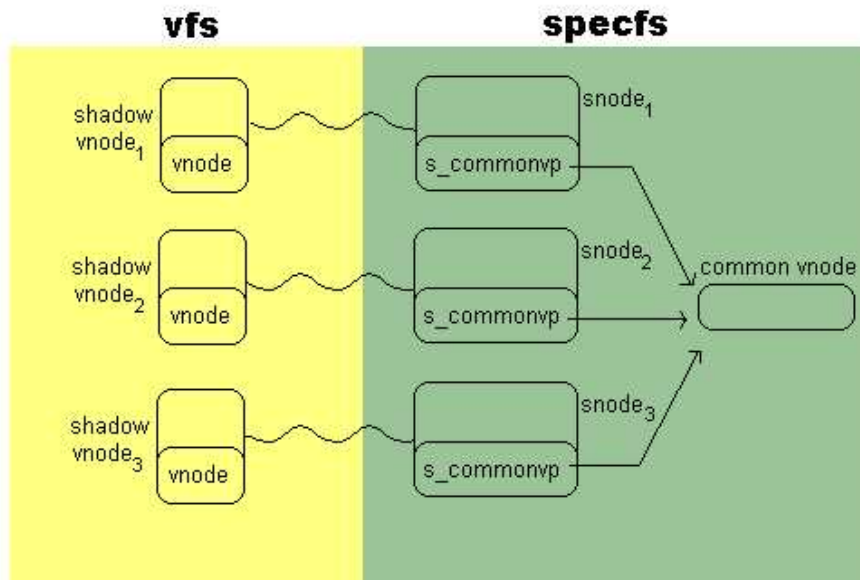 vfs
specfs
shadow
vnode1
vnode
s_commonvp
snode1
shadow
vnode2
vnode
s_commonvp
snode2
common vnode
shadow
vnode3
vnode
s_commonvp
snode3